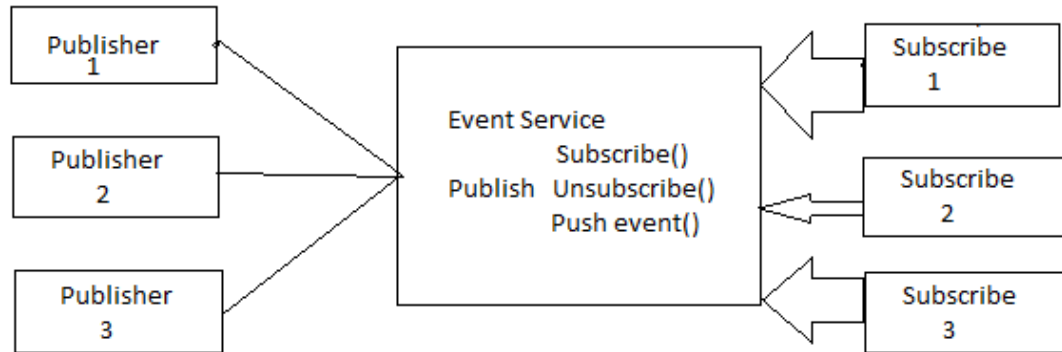 Publisher
1
Publisher
2
Publisher
3
Event Service
Subscribe()
Publish Unsubscribe()
Push event()
Subscribe
1
Subscribe
2
Subscribe
3